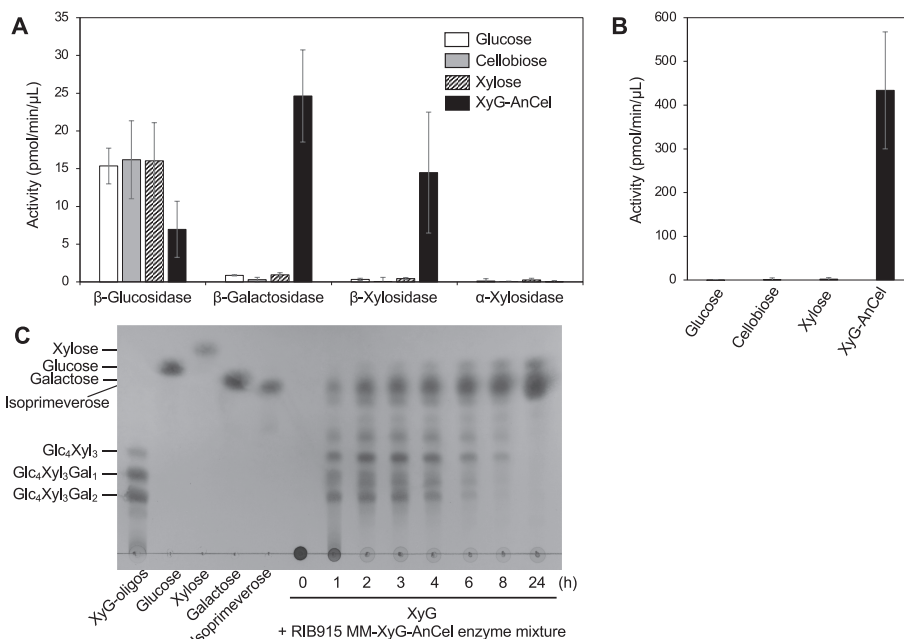 A
35
30
25
20
15
10
5
0
Activity (pmol/min/μL)
Glucose
Cellobiose
Xylose
XyG-AnCel
β-Glucosidase
β-Galactosidase
β-Xylosidase
α-Xylosidase
B
600
500
400
300
200
100
0
Activity (pmol/min/μL)
Glucose
Cellobiose
Xylose
XyG-AnCel
C
Xylose
Glucose
Galactose
Isoprimeverose
Glc₄Xyl₃
Glc₄Xyl₃Gal₁
Glc₄Xyl₃Gal₂
XyG-oligos
Glucose
Xylose
Galactose
Isoprimeverose
0 1 2 3 4 6 8 24 (h)
XyG
+ RIB915 MM-XyG-AnCel enzyme mixture